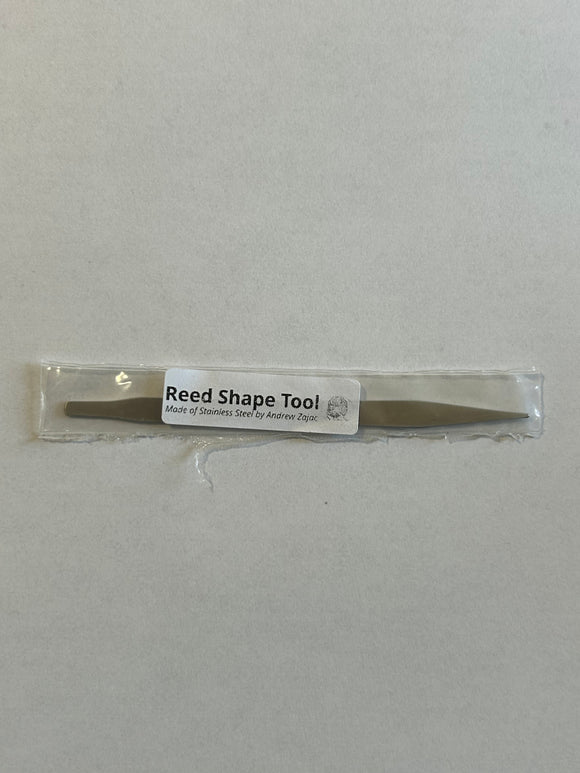 Reed Shape Tool
Made of Stainless Steel by Andrew Zajac